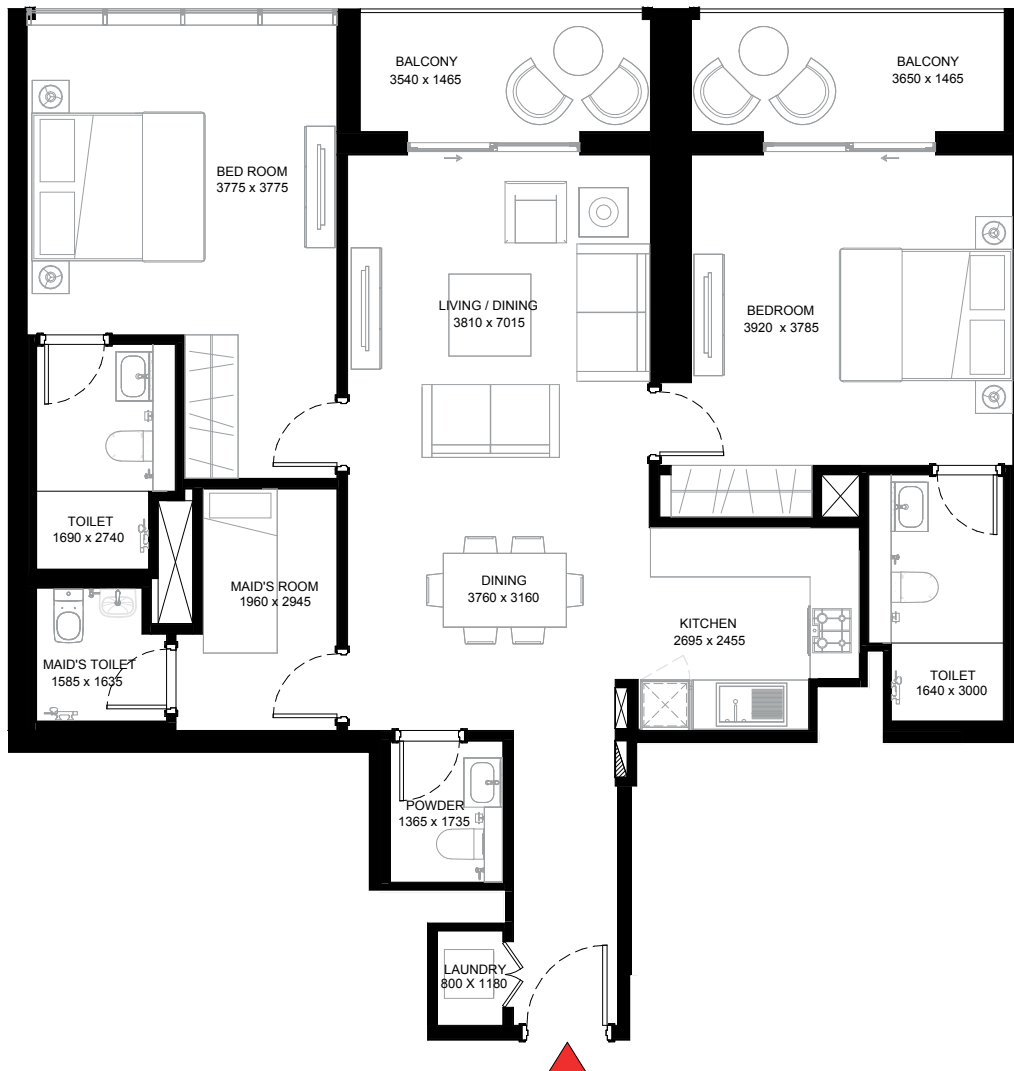 BALCONY
3540 x 1465
BALCONY
3650 x 1465
BED ROOM
3775 x 3775
LIVING / DINING
3810 x 7015
BEDROOM
3920 x 3785
TOILET
1690 x 2740
MAID'S ROOM
1960 x 2945
DINING
3760 x 3160
KITCHEN
2695 x 2455
MAID'S TOILET
1585 x 1635
TOILET
1640 x 3000
POWDER
1365 x 1735
LAUNDRY
800 X 1180